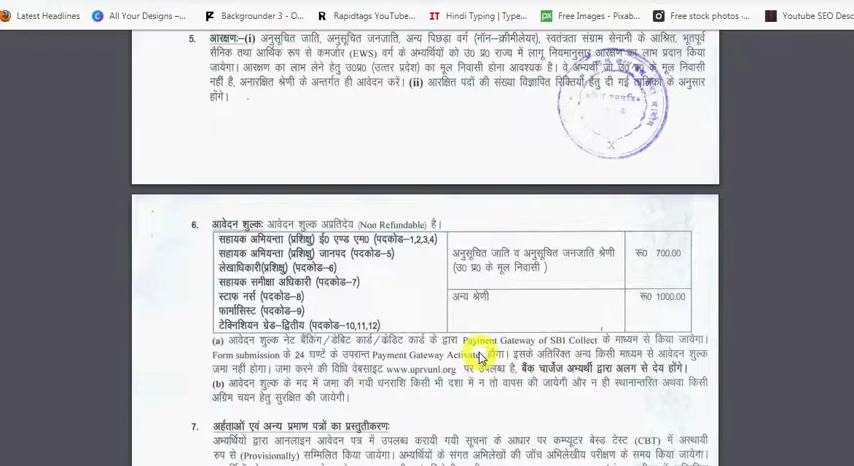 Latest Headlines All Your Designs –... Backgrounder 3 - O... Rapidtags YouTube... IT Hindi Typing | Type... px Free Images - Pixab... Free stock photos ·... Youtube SEO Desc
5. आरक्षणः–(i) अनुसूचित जाति, अनुसूचित जनजाति, अन्य पिछड़ा वर्ग (नॉन–क्रीमीलेयर), स्वतंत्रता संग्राम सेनानी के आश्रित, भूतपूर्व
सैनिक तथा आर्थिक रूप से कमजोर (EWS) वर्ग के अभ्यर्थियों को उ0 प्र0 राज्य में लागू नियमानुसार आरक्षण का लाभ प्रदान किया
जायेगा। आरक्षण का लाभ लेने हेतु उ0प्र0 (उत्तर प्रदेश) का मूल निवासी होना आवश्यक है। वे अभ्यर्थी जो उ0 प्र0 के मूल निवासी
नहीं है, अनारक्षित श्रेणी के अन्तर्गत ही आवेदन करें। (ii) आरक्षित पदों की संख्या विज्ञापित रिक्तियों हेतु दी गई तालिका के अनुसार
होंगे।
6. आवेदन शुल्कः आवेदन शुल्क अप्रतिदेय (Non Refundable) है।
सहायक अभियन्ता (प्रशिक्षु) ई0 एण्ड एम0 (पदकोड–1,2,3,4)
सहायक अभियन्ता (प्रशिक्षु) जानपद (पदकोड–5)
लेखाधिकारी(प्रशिक्षु) (पदकोड–6)
सहायक समीक्षा अधिकारी (पदकोड–7)
स्टाफ नर्स (पदकोड–8)
फार्मासिस्ट (पदकोड–9)
टेक्निशियन ग्रेड–द्वितीय (पदकोड–10,11,12)
अनुसूचित जाति व अनुसूचित जनजाति श्रेणी
(उ0 प्र0 के मूल निवासी )
रू0 700.00
अन्य श्रेणी
रू0 1000.00
(a) आवेदन शुल्क नेट बैंकिंग/डेबिट कार्ड/क्रेडिट कार्ड के द्वारा Payment Gateway of SBI Collect के माध्यम से किया जायेगा।
Form submission के 24 घण्टे के उपरान्त Payment Gateway Activate होगा। इसके अतिरिक्त अन्य किसी माध्यम से आवेदन शुल्क
जमा नहीं होगा। जमा करने की विधि वेबसाइट www.uprvunl.org पर उपलब्ध है, बैंक चार्जेज अभ्यर्थी द्वारा अलग से देय होंगे।
(b) आवेदन शुल्क के मद में जमा की गयी धनराशि किसी भी दशा में न तो वापस की जायेगी और न ही स्थानान्तरित अथवा किसी
अग्रिम चयन हेतु सुरक्षित की जायेगी।
7. अर्हताओं एवं अन्य प्रमाण पत्रों का प्रस्तुतीकरणः
अभ्यर्थियों द्वारा आनलाइन आवेदन पत्र में उपलब्ध करायी गयी सूचना के आधार पर कम्प्यूटर बेस्ड टेस्ट (CBT) में अस्थायी
रुप से (Provisionally) सम्मिलित किया जायेगा। अभ्यर्थियों के संगत अभिलेखों की जाँच अभिलेखीय परीक्षण के समय किया जायेगा।